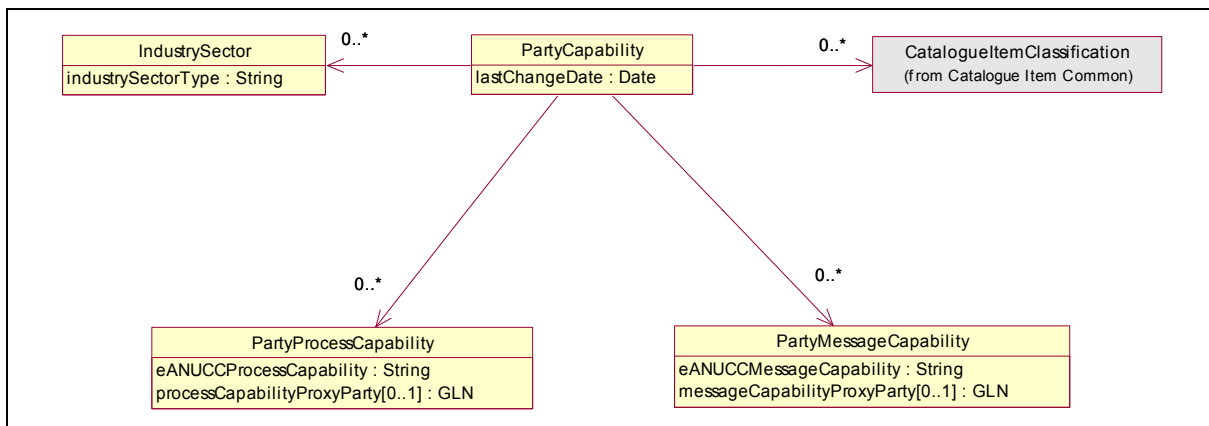 IndustrySector
industrySectorType : String
0..*
PartyCapability
lastChangeDate : Date
0..*
CatalogueItemClassification
(from Catalogue Item Common)
0..*
0..*
PartyProcessCapability
eANUCCProcessCapability : String
processCapabilityProxyParty[0..1] : GLN
PartyMessageCapability
eANUCCMessageCapability : String
messageCapabilityProxyParty[0..1] : GLN